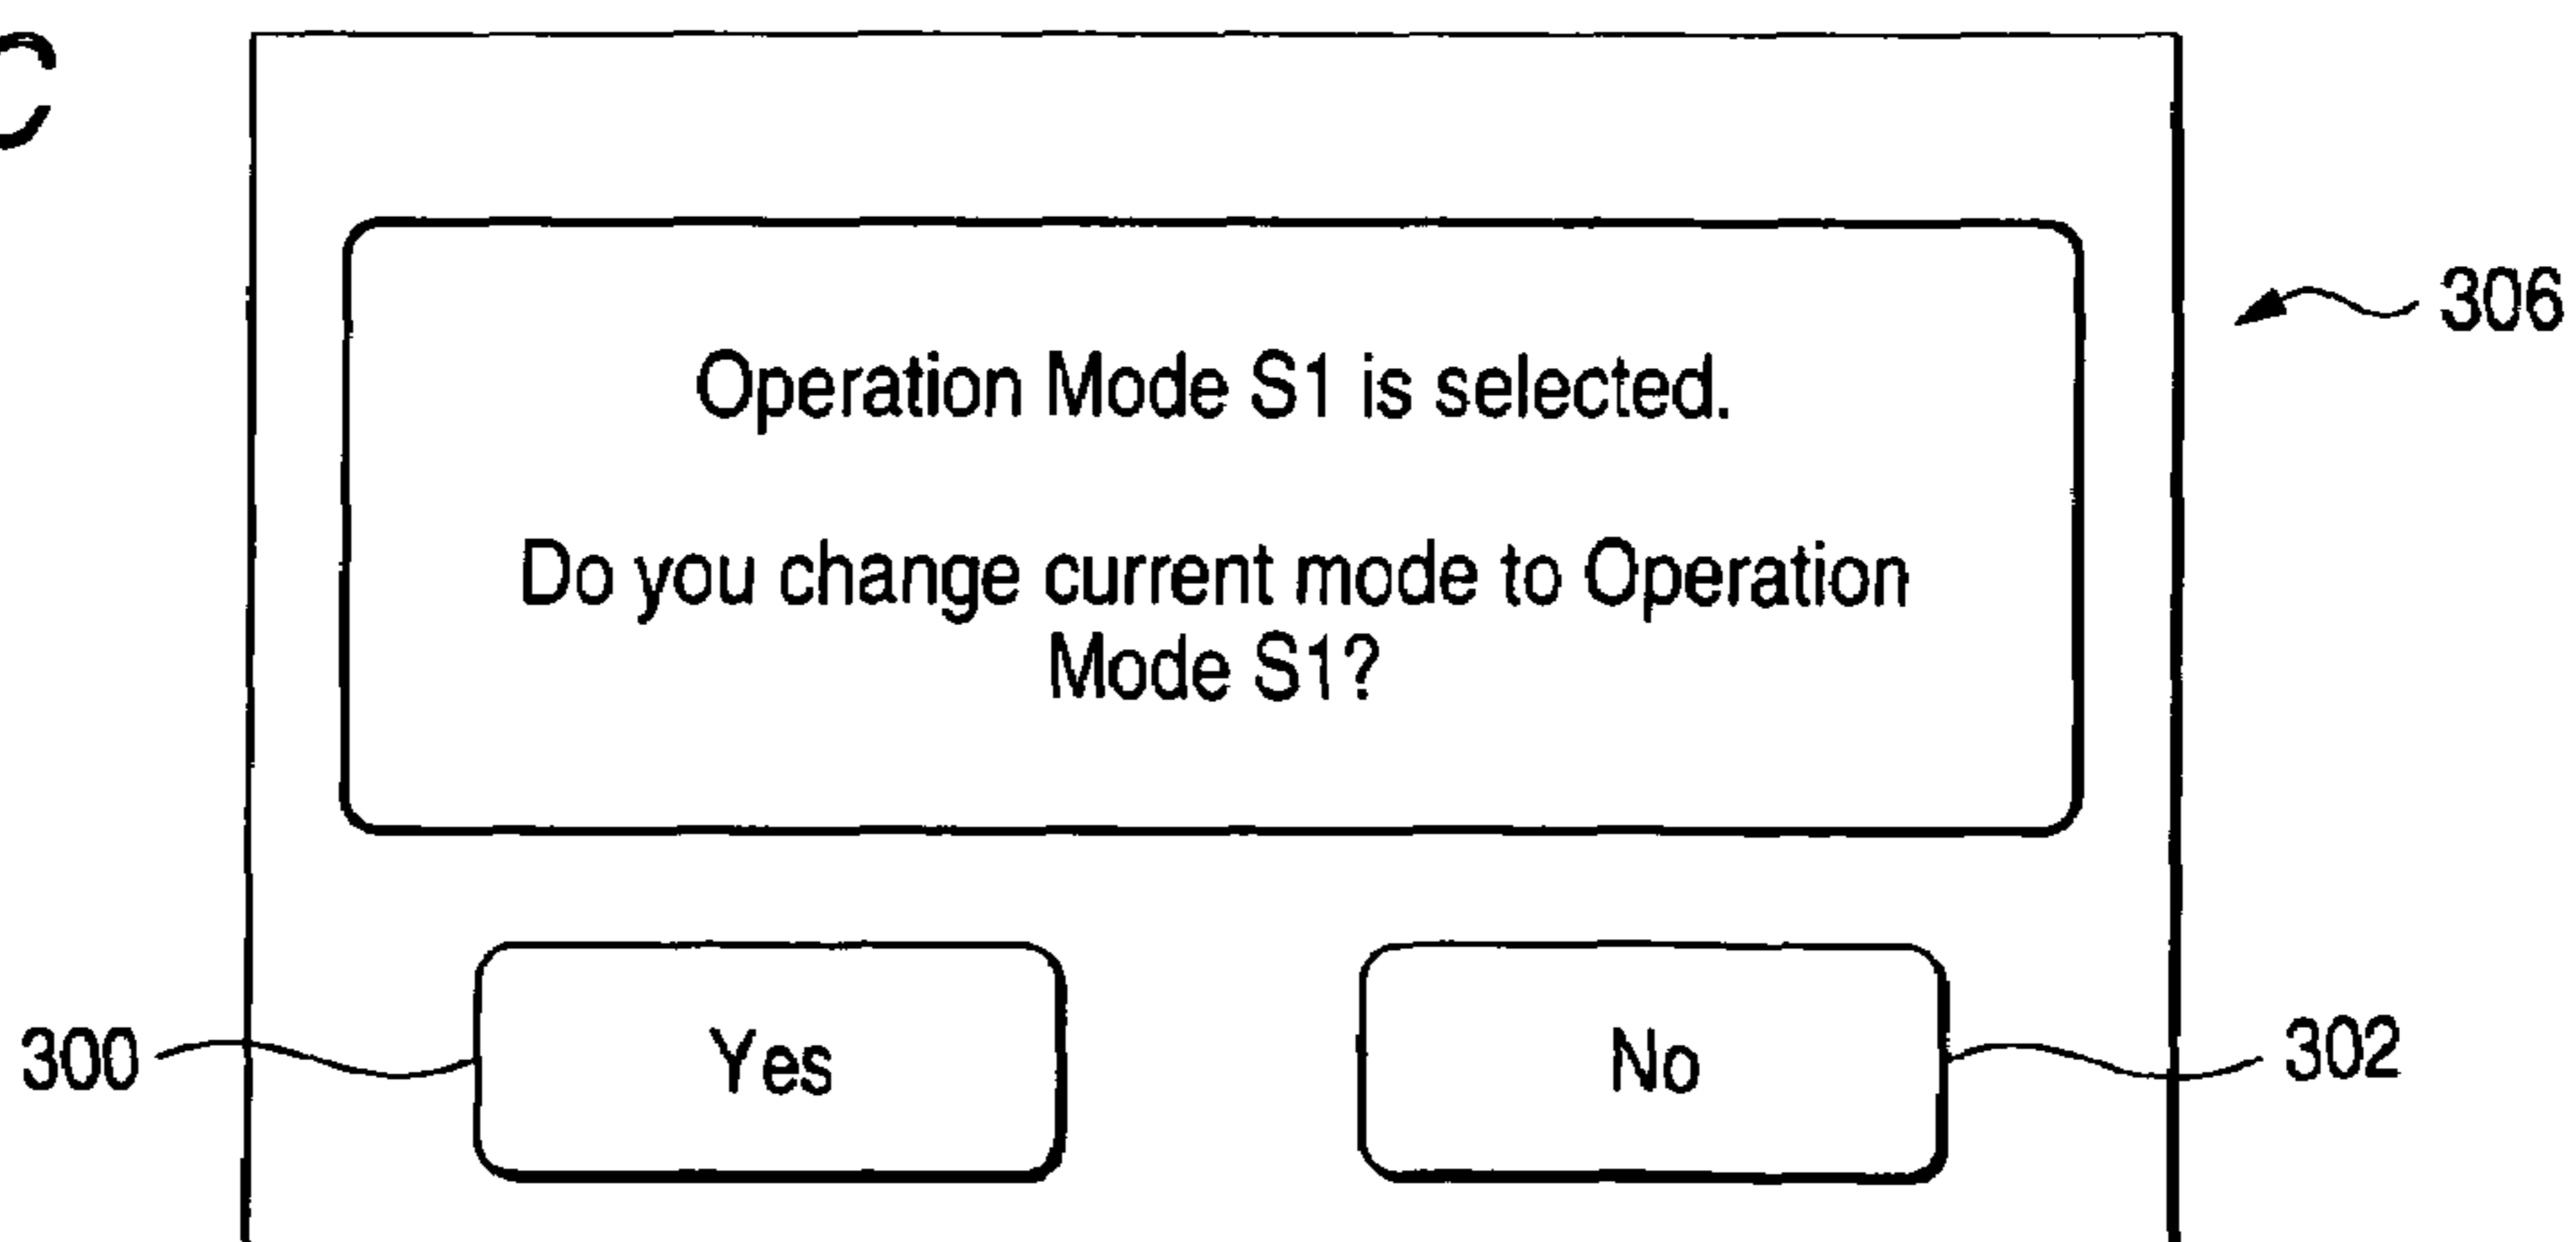 C
306
Operation Mode S1 is selected.
Do you change current mode to Operation
Mode S1?
300 Yes No 302